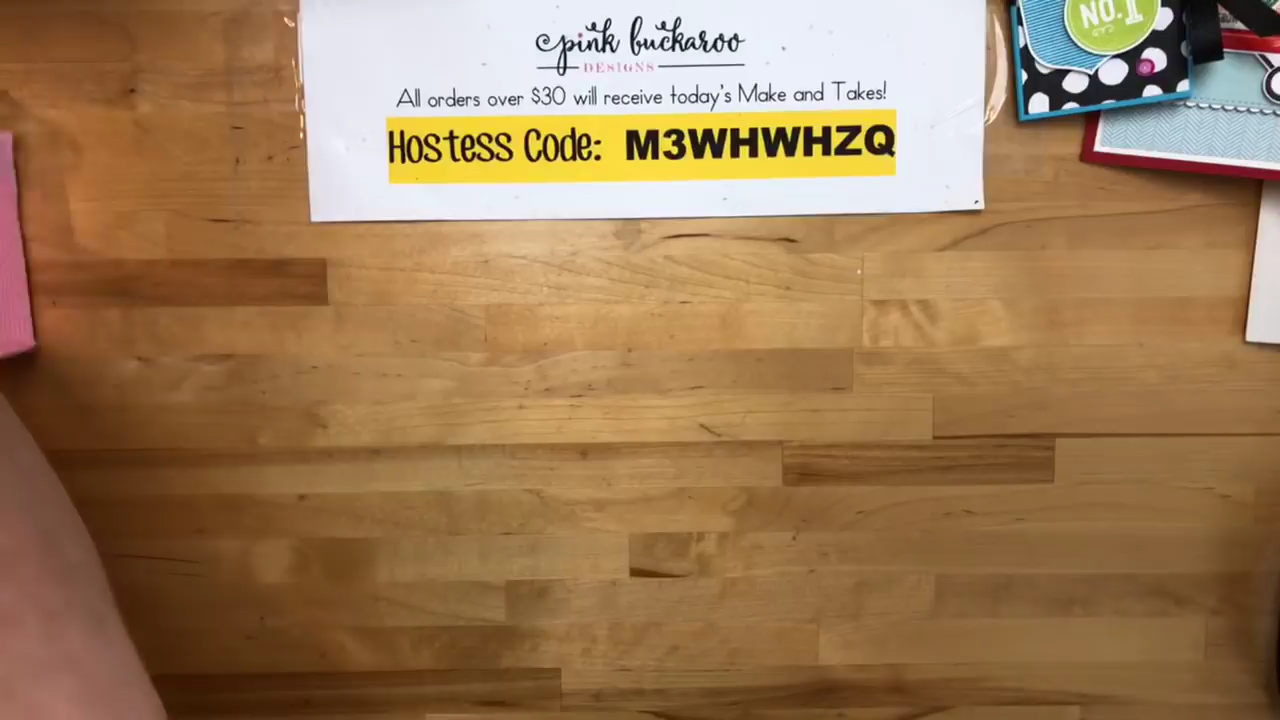 pink buckaroo
DESIGNS
All orders over $30 will receive today's Make and Takes!
Hostess Code: M3WHWHZQ
NO.1